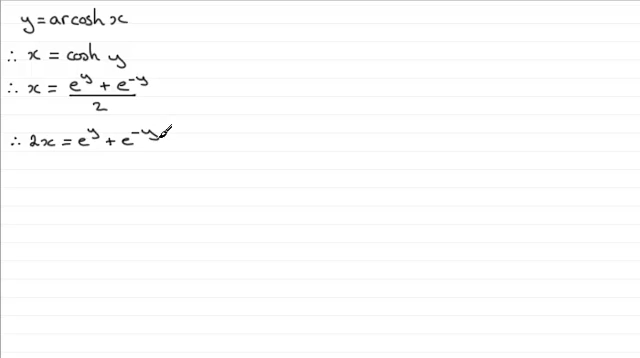 y = arcosh x
∴ x = cosh y
∴ x = (e^y + e^-y)/2
∴ 2x = e^y + e^-y